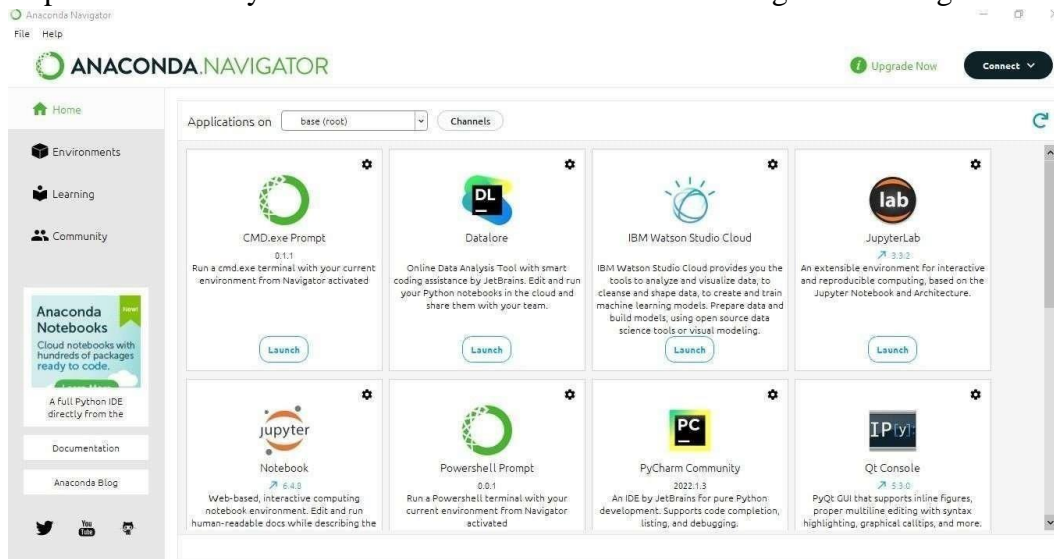 Anaconda Navigator
File Help
ANACONDA.NAVIGATOR
Upgrade Now
Connect
Home
Environments
Learning
Community
Applications on base (root) Channels
CMD.exe Prompt
0.1.1
Run a cmd.exe terminal with your current
environment from Navigator activated
Launch
DL
Datalore
Online Data Analysis Tool with smart
coding assistance by JetBrains. Edit and run
your Python notebooks in the cloud and
share them with your team.
Launch
IBM Watson Studio Cloud
IBM Watson Studio Cloud provides you the
tools to analyze and visualize data, to
cleanse and shape data, to create and train
machine learning models. Prepare data and
build models, using open source data
science tools or visual modeling.
Launch
lab
JupyterLab
3.3.2
An extensible environment for interactive
and reproducible computing, based on the
Jupyter Notebook and Architecture.
Launch
jupyter
Notebook
6.4.8
Web-based, interactive computing
notebook environment. Edit and run
human-readable docs while describing the
Powershell Prompt
0.0.1
Run a Powershell terminal with your
current environment from Navigator
activated
PC
PyCharm Community
2022.1.3
An IDE by JetBrains for pure Python
development. Supports code completion,
listing, and debugging.
IP[y]:
Qt Console
5.3.0
PyQt GUI that supports inline figures,
proper multiline editing with syntax
highlighting, graphical calltips, and more.
Anaconda
Notebooks
New!
Cloud notebooks with
hundreds of packages
ready to code.
A full Python IDE
directly from the
Documentation
Anaconda Blog
You
Tube